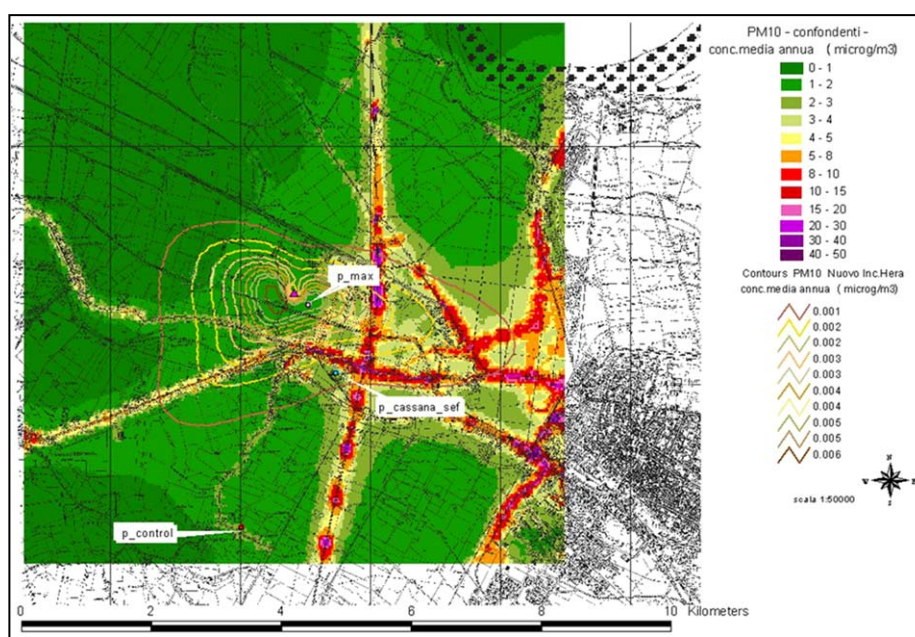 PM10 - confondenti -
conc.media annua ( microg/m3)
0 - 1
1 - 2
2 - 3
3 - 4
4 - 5
5 - 8
8 - 10
10 - 15
15 - 20
20 - 30
30 - 40
40 - 50
Contours PM10 Nuovo Inc.Hera
conc.media annua ( microg/m3)
0.001
0.002
0.002
0.003
0.003
0.004
0.004
0.005
0.005
0.006
N
W E
S
scala 1:50000
p_max
p_cassana_sef
p_control
0 2 4 6 8 10 Kilometers